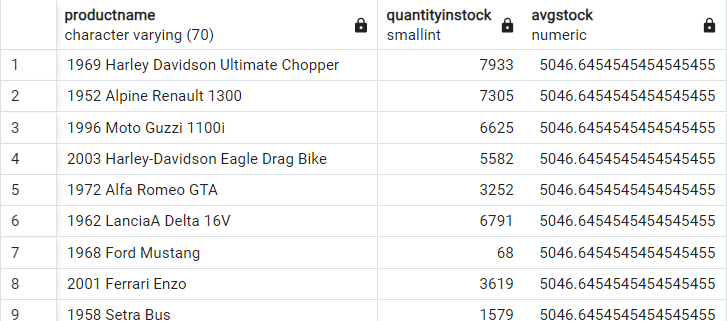 productname quantityinstock avgstock
character varying (70) smallint numeric
1 1969 Harley Davidson Ultimate Chopper 7933 5046.6454545454545455
2 1952 Alpine Renault 1300 7305 5046.6454545454545455
3 1996 Moto Guzzi 1100i 6625 5046.6454545454545455
4 2003 Harley-Davidson Eagle Drag Bike 5582 5046.6454545454545455
5 1972 Alfa Romeo GTA 3252 5046.6454545454545455
6 1962 LanciaA Delta 16V 6791 5046.6454545454545455
7 1968 Ford Mustang 68 5046.6454545454545455
8 2001 Ferrari Enzo 3619 5046.6454545454545455
9 1958 Setra Bus 1579 5046.6454545454545455